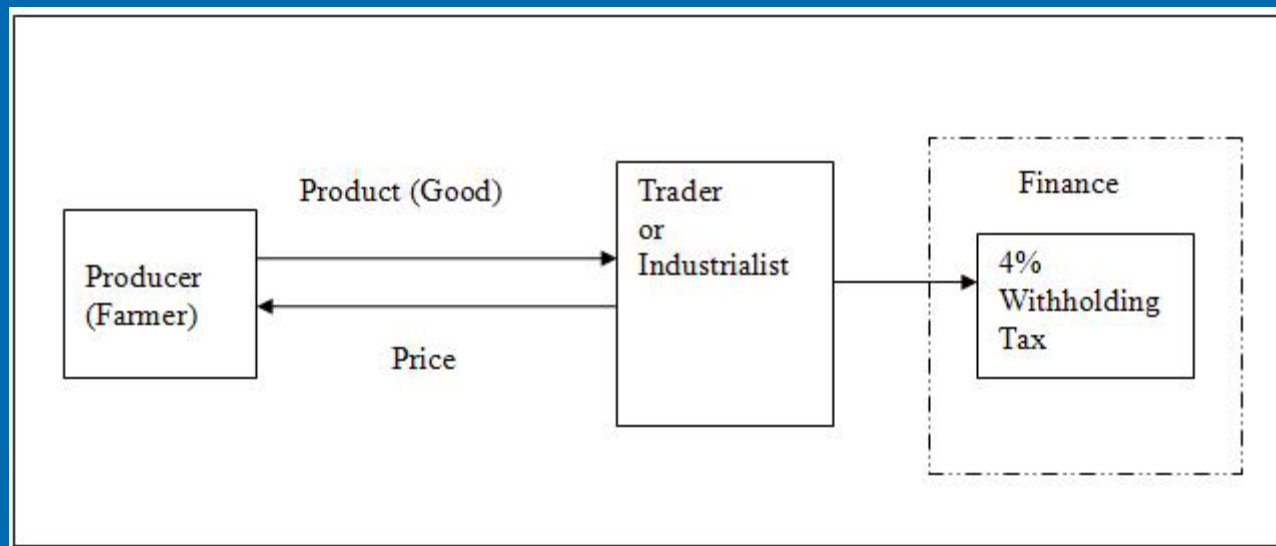 Product (Good)
Producer
(Farmer)
Price
Trader
or
Industrialist
Finance
4%
Withholding
Tax